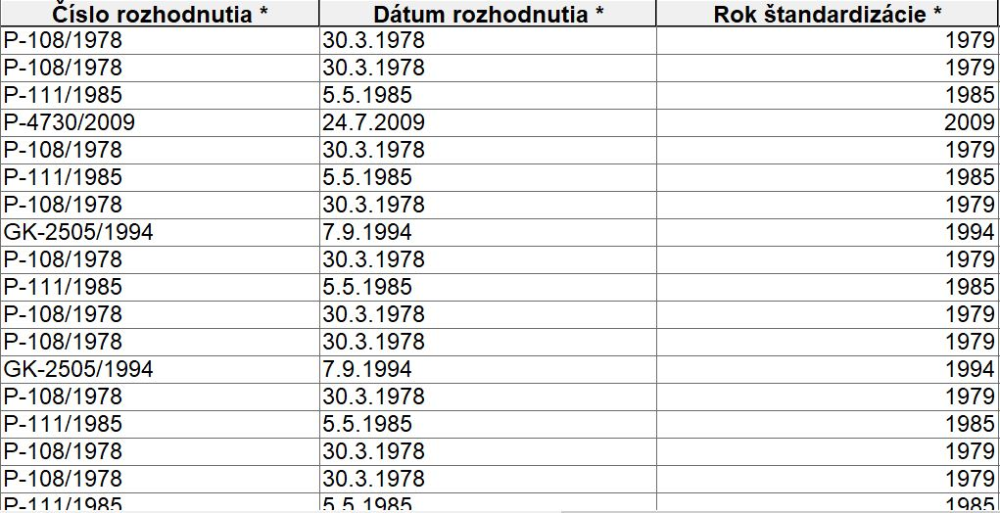 Číslo rozhodnutia * Dátum rozhodnutia * Rok štandardizácie *
P-108/1978 30.3.1978 1979
P-108/1978 30.3.1978 1979
P-111/1985 5.5.1985 1985
P-4730/2009 24.7.2009 2009
P-108/1978 30.3.1978 1979
P-111/1985 5.5.1985 1985
P-108/1978 30.3.1978 1979
GK-2505/1994 7.9.1994 1994
P-108/1978 30.3.1978 1979
P-111/1985 5.5.1985 1985
P-108/1978 30.3.1978 1979
P-108/1978 30.3.1978 1979
GK-2505/1994 7.9.1994 1994
P-108/1978 30.3.1978 1979
P-111/1985 5.5.1985 1985
P-108/1978 30.3.1978 1979
P-108/1978 30.3.1978 1979
P-111/1985 5.5.1985 1985